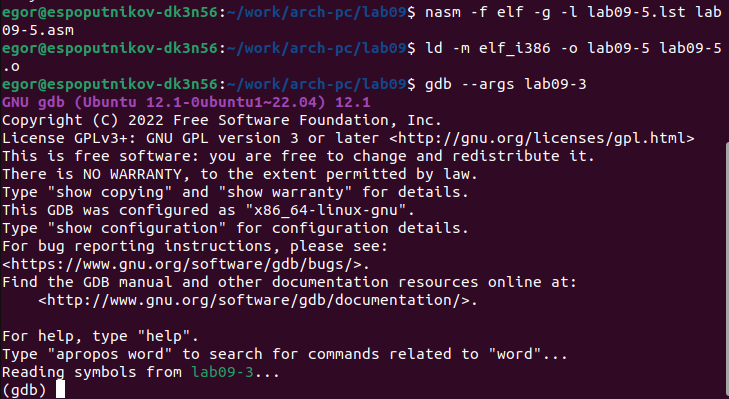 egor@espoputnikov-dk3n56:~/work/arch-pc/lab09$ nasm -f elf -g -l lab09-5.lst lab
09-5.asm
egor@espoputnikov-dk3n56:~/work/arch-pc/lab09$ ld -m elf_i386 -o lab09-5 lab09-5
.o
egor@espoputnikov-dk3n56:~/work/arch-pc/lab09$ gdb --args lab09-3
GNU gdb (Ubuntu 12.1-0ubuntu1~22.04) 12.1
Copyright (C) 2022 Free Software Foundation, Inc.
License GPLv3+: GNU GPL version 3 or later <http://gnu.org/licenses/gpl.html>
This is free software: you are free to change and redistribute it.
There is NO WARRANTY, to the extent permitted by law.
Type "show copying" and "show warranty" for details.
This GDB was configured as "x86_64-linux-gnu".
Type "show configuration" for configuration details.
For bug reporting instructions, please see:
<https://www.gnu.org/software/gdb/bugs/>.
Find the GDB manual and other documentation resources online at:
    <http://www.gnu.org/software/gdb/documentation/>.

For help, type "help".
Type "apropos word" to search for commands related to "word"...
Reading symbols from lab09-3...
(gdb)